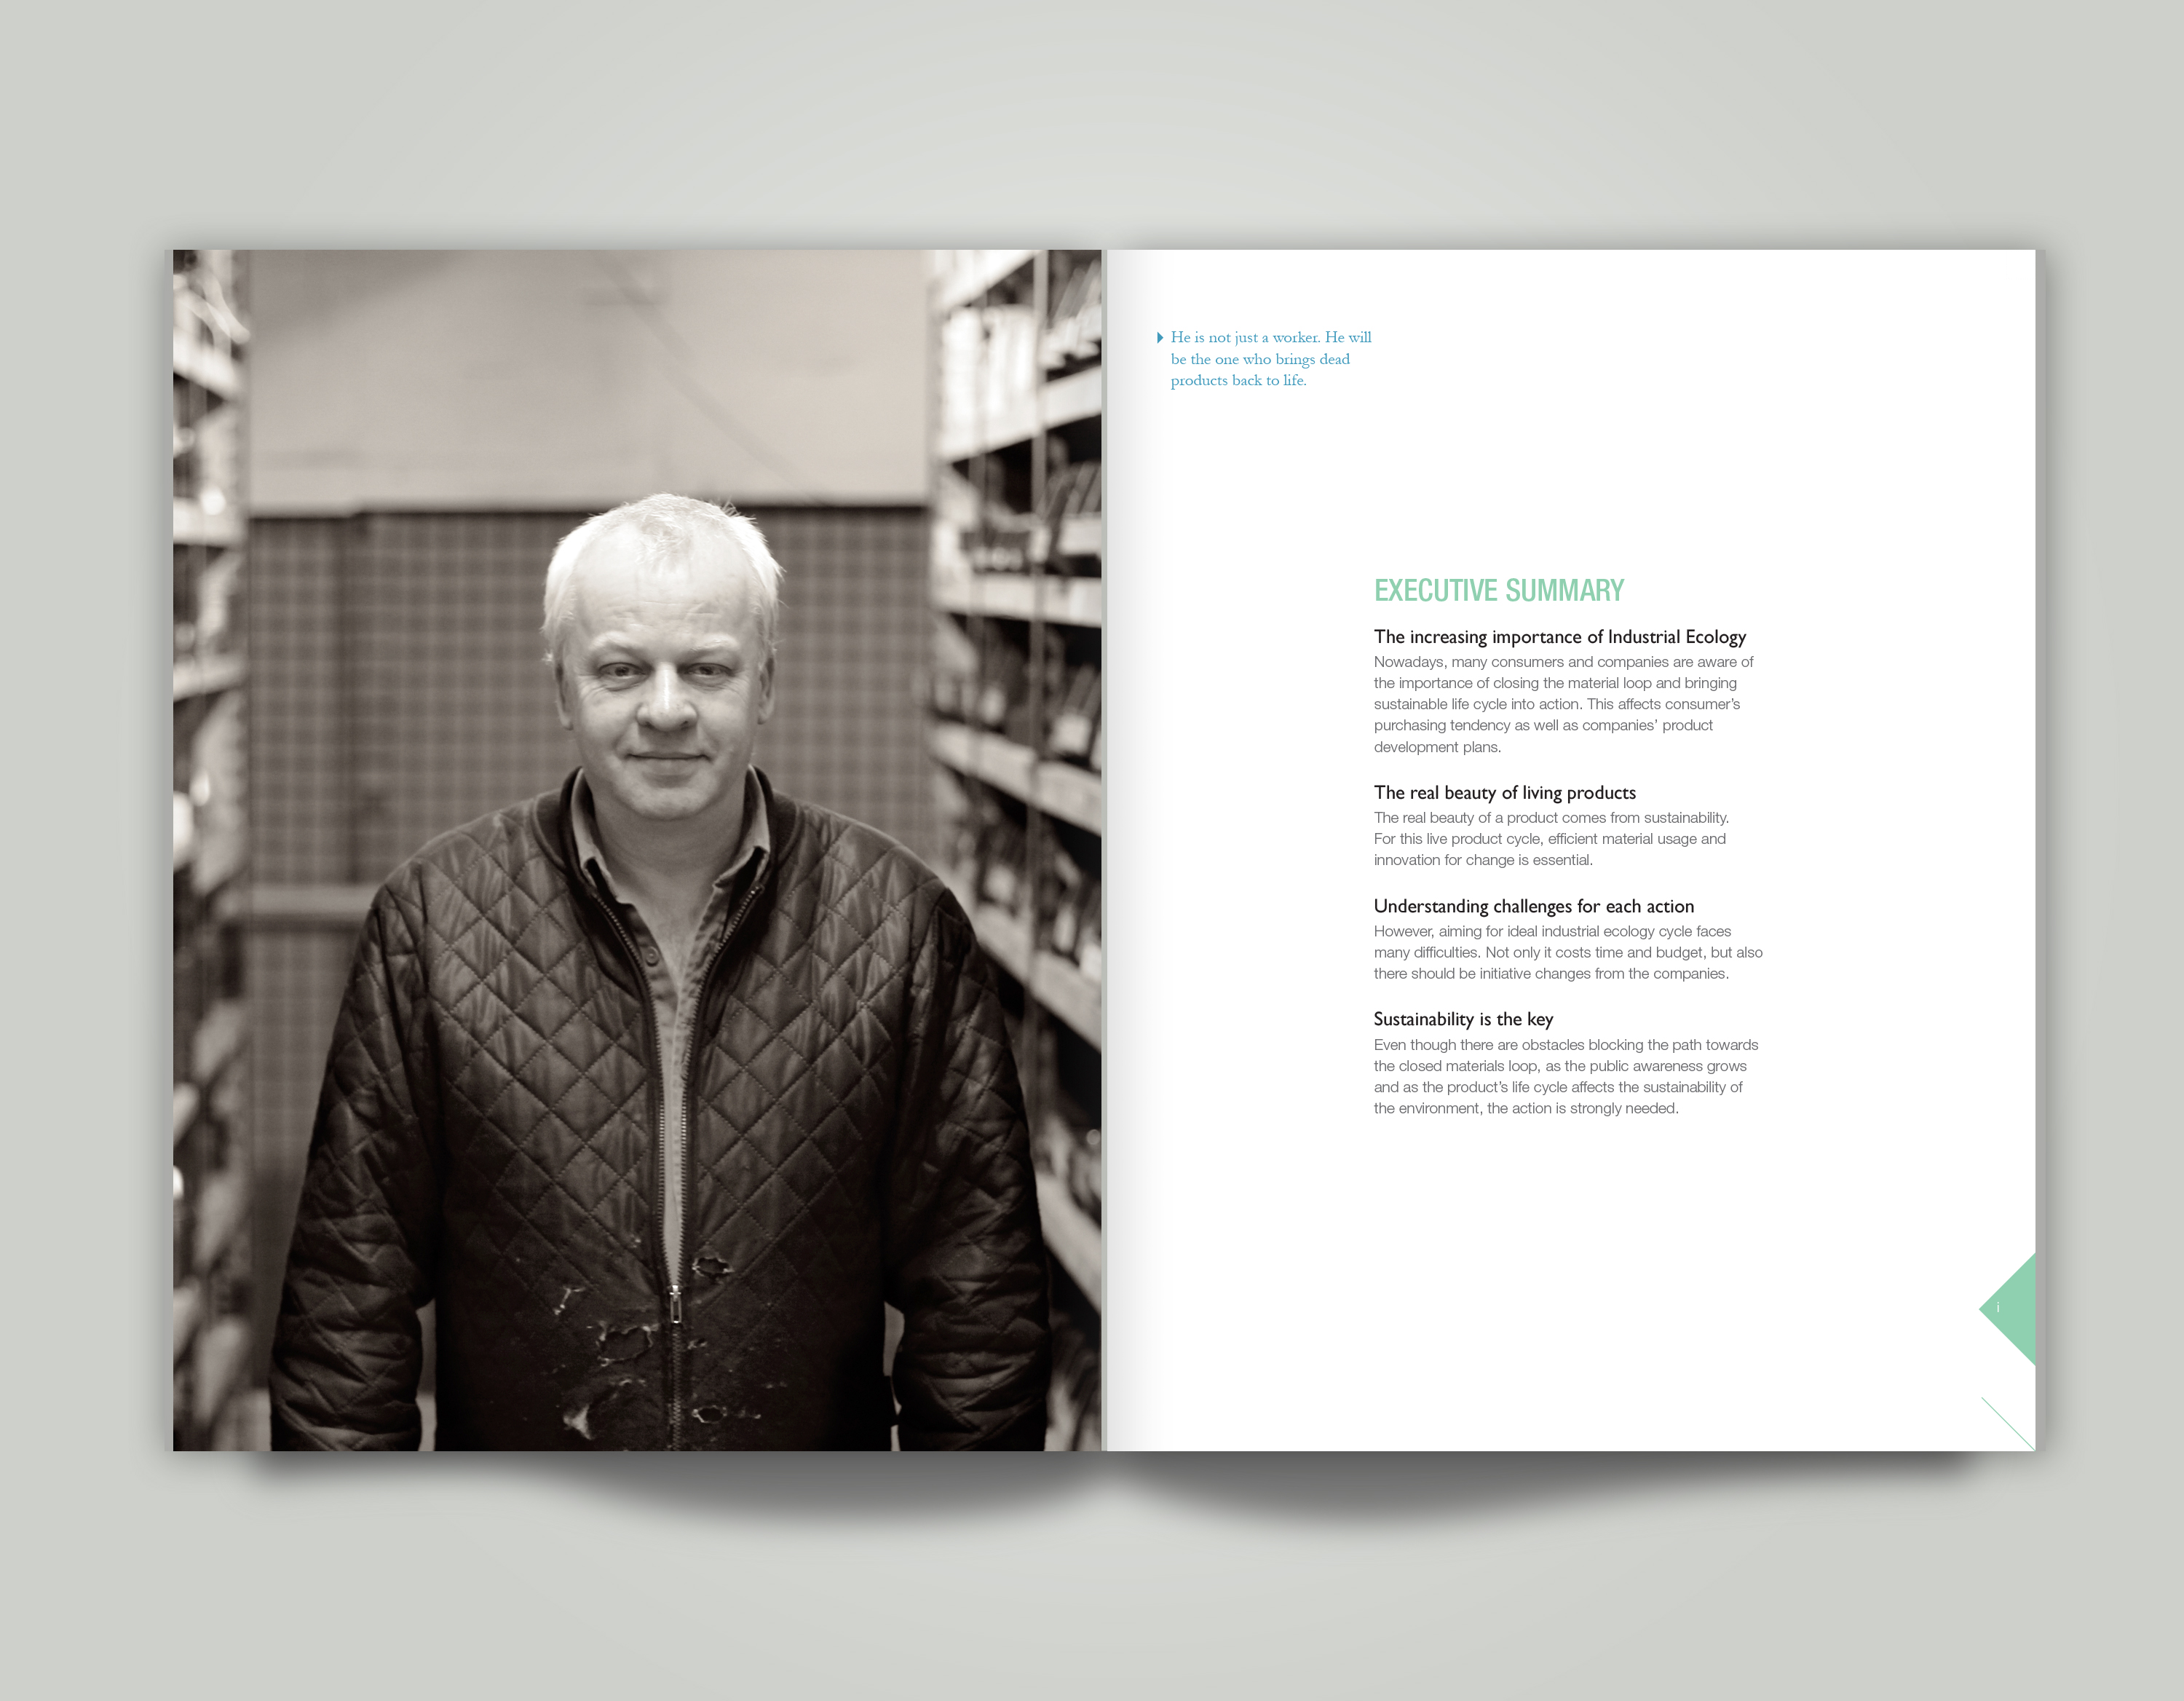 He is not just a worker. He will
be the one who brings dead
products back to life.
EXECUTIVE SUMMARY
The increasing importance of Industrial Ecology
Nowadays, many consumers and companies are aware of
the importance of closing the material loop and bringing
sustainable life cycle into action. This affects consumer’s
purchasing tendency as well as companies’ product
development plans.
The real beauty of living products
The real beauty of a product comes from sustainability.
For this live product cycle, efficient material usage and
innovation for change is essential.
Understanding challenges for each action
However, aiming for ideal industrial ecology cycle faces
many difficulties. Not only it costs time and budget, but also
there should be initiative changes from the companies.
Sustainability is the key
Even though there are obstacles blocking the path towards
the closed materials loop, as the public awareness grows
and as the product’s life cycle affects the sustainability of
the environment, the action is strongly needed.
i